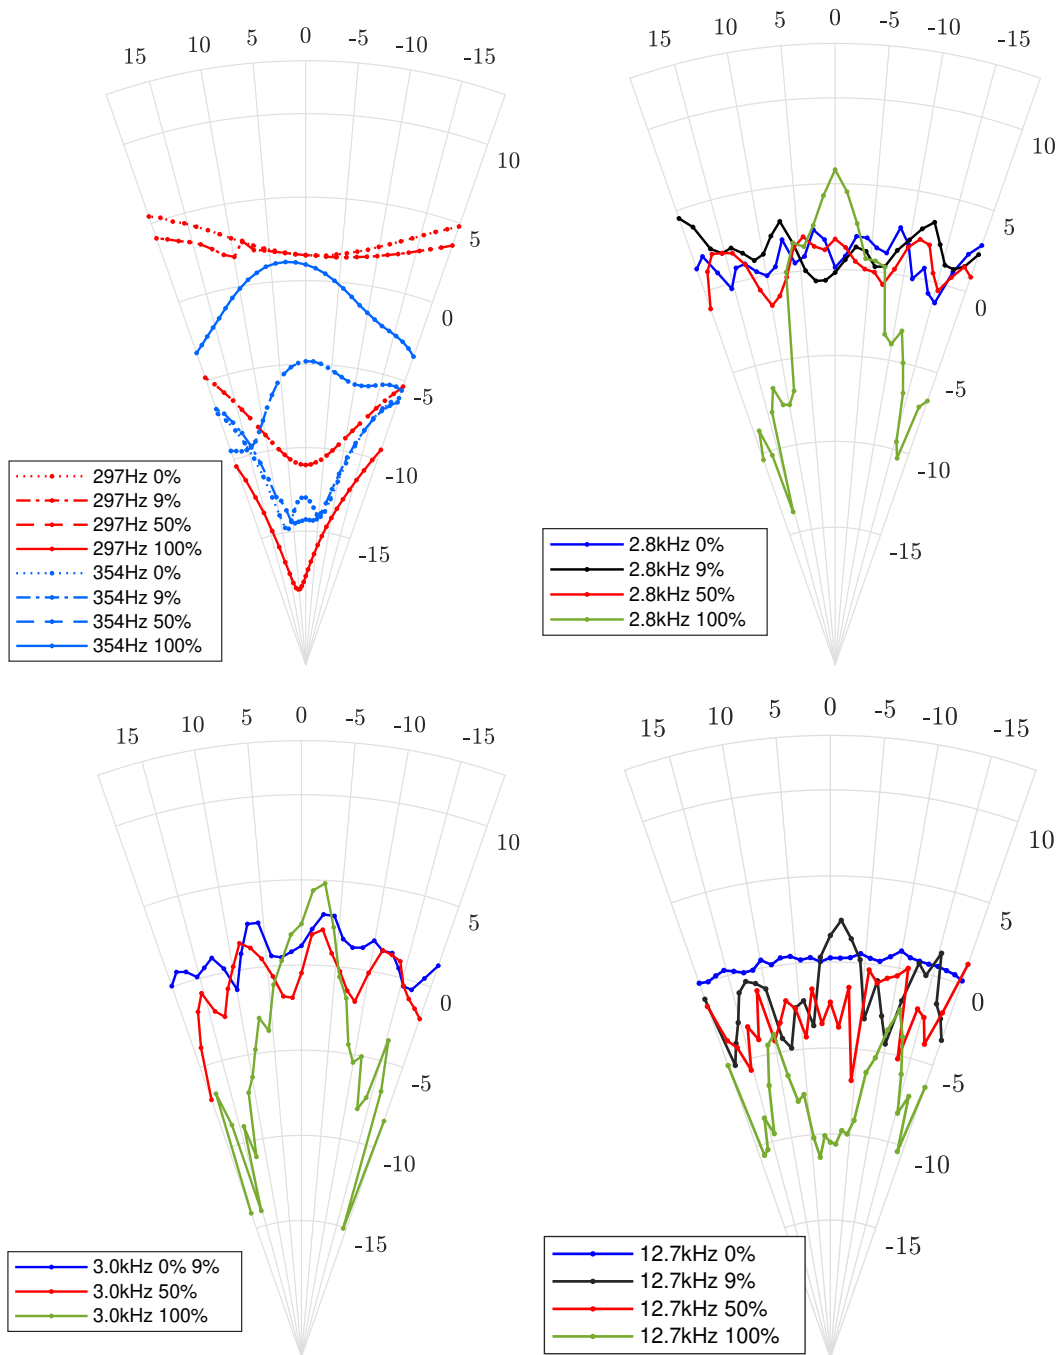 15 10 5 0 -5 -10 -15
10
5
0
-5
-10
-15
297Hz 0%
297Hz 9%
297Hz 50%
297Hz 100%
354Hz 0%
354Hz 9%
354Hz 50%
354Hz 100%
15 10 5 0 -5 -10 -15
10
5
0
-5
-10
-15
2.8kHz 0%
2.8kHz 9%
2.8kHz 50%
2.8kHz 100%
15 10 5 0 -5 -10 -15
10
5
0
-5
-10
-15
3.0kHz 0% 9%
3.0kHz 50%
3.0kHz 100%
15 10 5 0 -5 -10 -15
10
5
0
-5
-10
-15
12.7kHz 0%
12.7kHz 9%
12.7kHz 50%
12.7kHz 100%